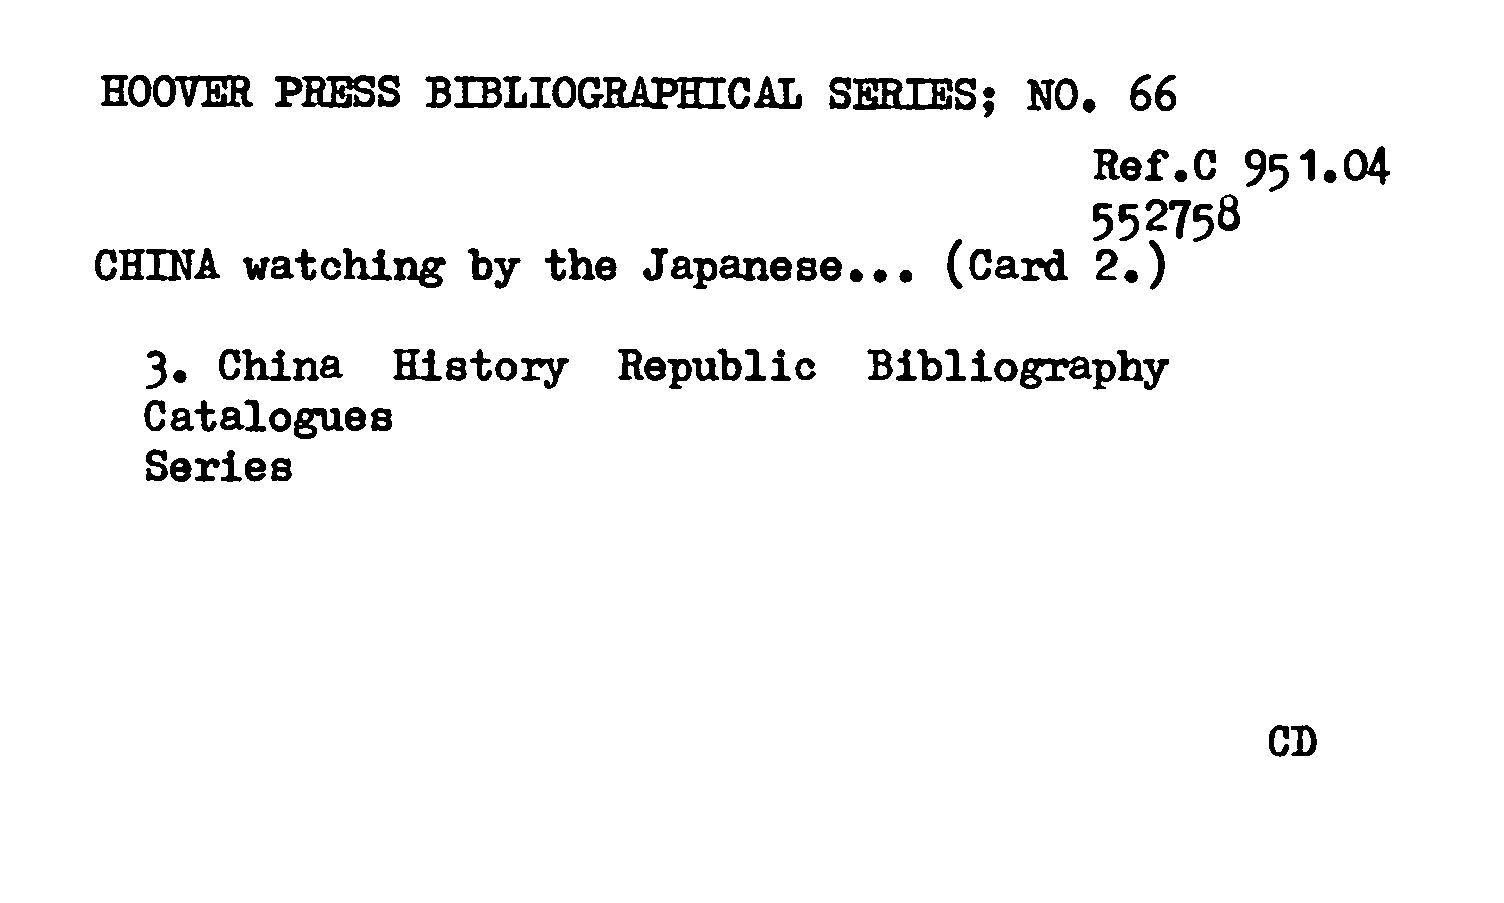 HOOVER PRESS BIBLIOGRAPHICAL SERIES; NO. 66
Ref.C 951.04
552758
CHINA watching by the Japanese... (Card 2.)
3. China History Republic Bibliography
Catalogues
Series
CD